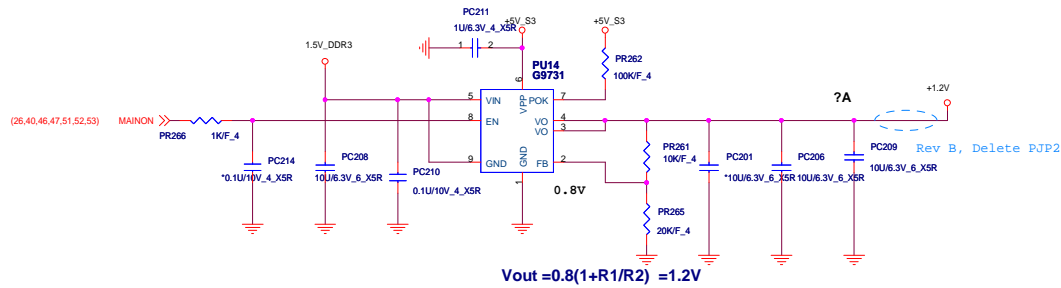 PC211
1U/6.3V_4_X5R
+5V_S3
+5V_S3
1
2
1.5V_DDR3
PU14
G9731
PR262
100K/F_4
6
5
VIN
VPP
POK
7
?A
+1.2V
(26,40,46,47,51,52,53)
MAINON
PR266
1K/F_4
8
EN
VO
4
VO
3
PC214
*0.1U/10V_4_X5R
PC208
10U/6.3V_6_X5R
PC210
0.1U/10V_4_X5R
9
GND
GND
FB
2
1
0.8V
PR261
10K/F_4
PR265
20K/F_4
PC201
*10U/6.3V_6_X5R
PC206
10U/6.3V_6_X5R
PC209
10U/6.3V_6_X5R
Rev B, Delete PJP2
Vout =0.8(1+R1/R2) =1.2V